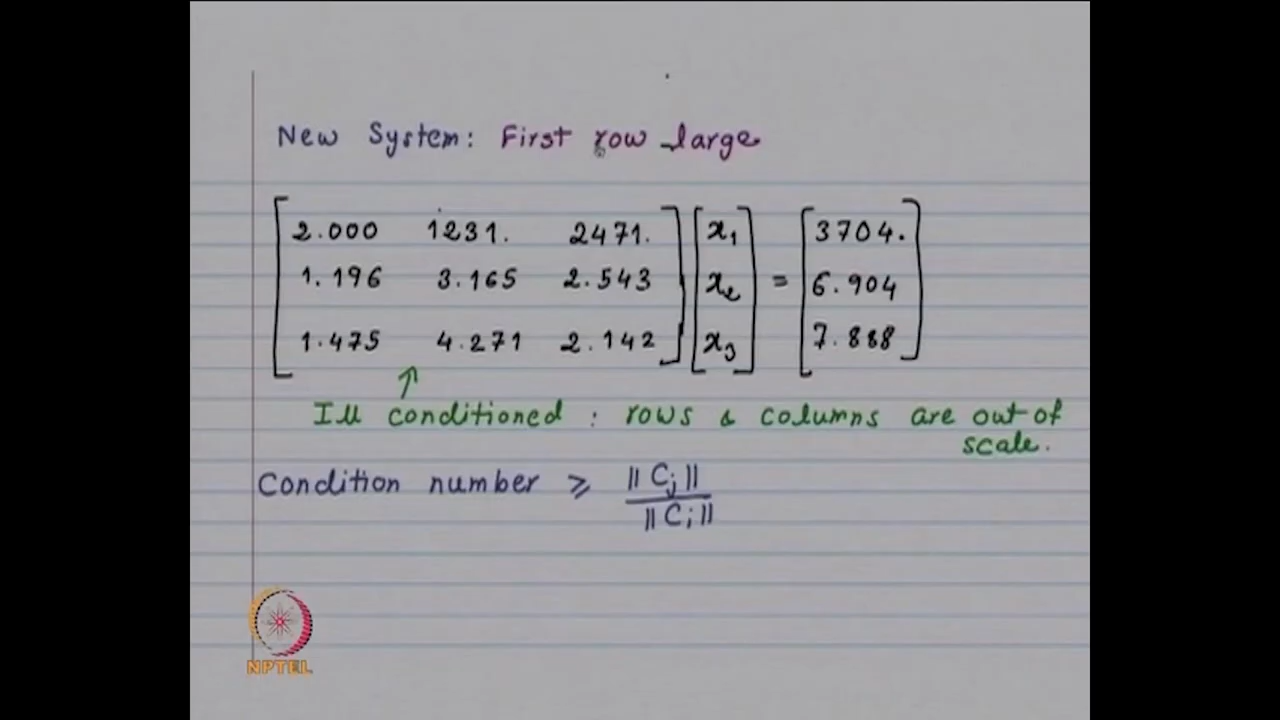 New System: First row large
2.000 1231. 2471. x1 3704.
1.196 3.165 2.543 x2 = 6.904
1.475 4.271 2.142 x3 7.888
Ill conditioned : rows & columns are out of
scale.
Condition number ≥ || Cj ||
|| Ci ||
NPTEL